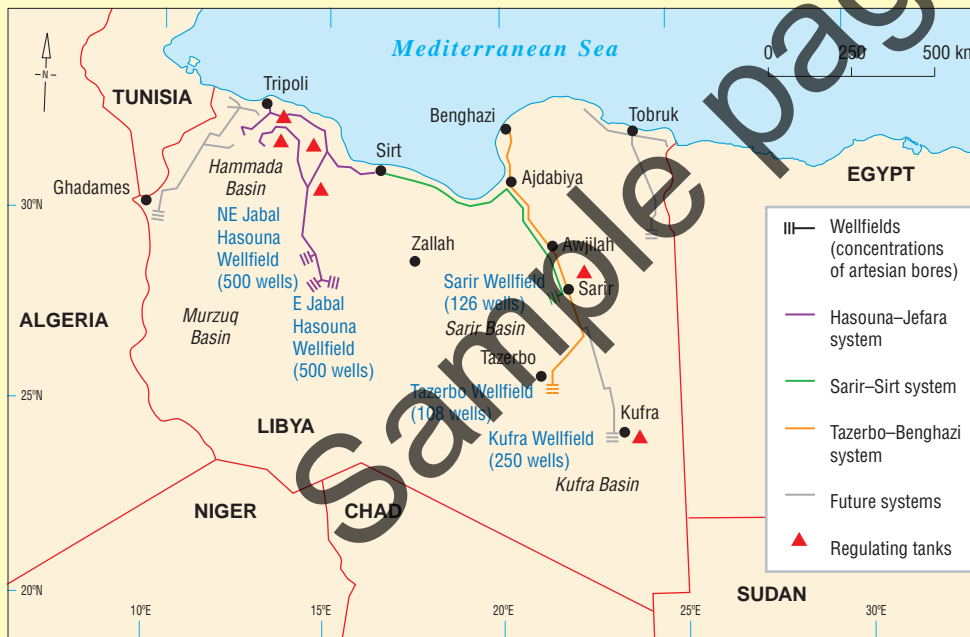 Mediterranean Sea
0 250 500 km
N
TUNISIA
Tripoli
Benghazi
Tobruk
Sirt
Hammada
Basin
Ghadames
Ajdabiya
EGYPT
30°N
NE Jabal
Hasouna
Wellfield
(500 wells)
Zallah
Awjilah
Sarir Wellfield
(126 wells)
Sarir
E Jabal
Hasouna
Wellfield
(500 wells)
ALGERIA
Murzuq
Basin
Sarir Basin
Tazerbo
25°N
Tazerbo Wellfield
(108 wells)
LIBYA
Kufra
Kufra Wellfield
(250 wells)
Kufra Basin
NIGER
CHAD
SUDAN
20°N
10°E
15°E
20°E
25°E
30°E
Wellfields
(concentrations
of artesian bores)
Hasouna–Jefara
system
Sarir–Sirt system
Tazerbo–Benghazi
system
Future systems
Regulating tanks
Sample pag